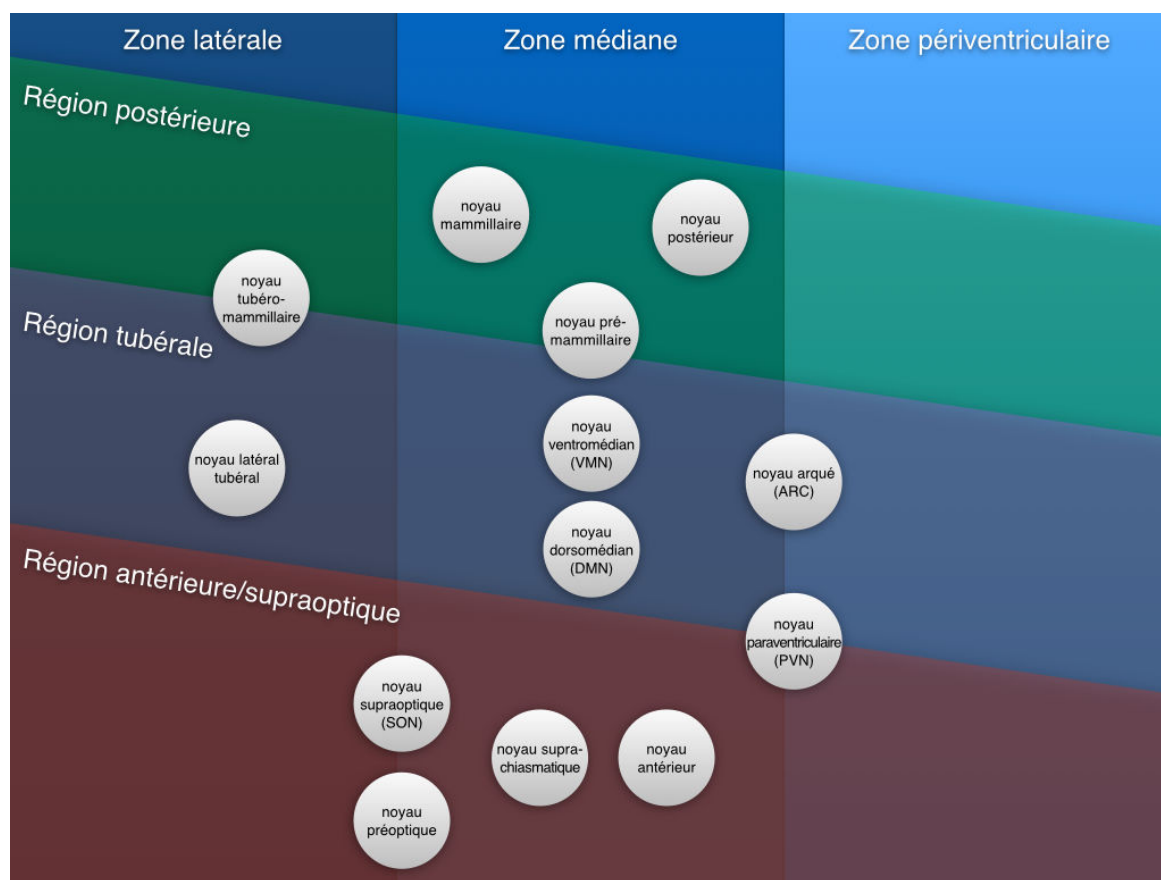 Zone latérale
Zone médiane
Zone périventriculaire
Région postérieure
noyau
mammillaire
noyau
postérieur
noyau
tubéro-
mammillaire
noyau pré-
mammillaire
Région tubérale
noyau
ventromédian
(VMN)
noyau latéral
tubéral
noyau arqué
(ARC)
noyau
dorsomédian
(DMN)
Région antérieure/supraoptique
noyau
paraventriculaire
(PVN)
noyau
supraoptique
(SON)
noyau supra-
chiasmatique
noyau
antérieur
noyau
préoptique